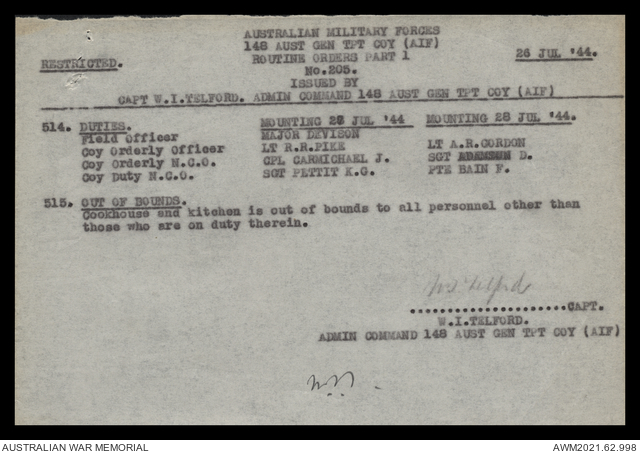 AUSTRALIAN MILITARY FORCES
148 AUST GEN TPT COY (AIF)
RESTRICTED. ROUTINE ORDERS PART 1 26 JUL '44.
No.205.
ISSUED BY
CAPT W.I.TELFORD. ADMIN COMMAND 148 AUST GEN TPT COY (AIF)
514. DUTIES. MOUNTING 27 JUL '44 MOUNTING 28 JUL '44.
Field Officer MAJOR DEVISON
Coy Orderly Officer LT R.R.PIKE LT A.R.GORDON
Coy Orderly N.C.O. CPL CARMICHAEL J. SGT ADAMSON D.
Coy Duty N.C.O. SGT PETTIT K.G. PTE BAIN F.
515. OUT OF BOUNDS.
Cookhouse and kitchen is out of bounds to all personnel other than
those who are on duty therein.
W I Telford
....................CAPT.
W.I.TELFORD.
ADMIN COMMAND 148 AUST GEN TPT COY (AIF)
AUSTRALIAN WAR MEMORIAL AWM2021.62.998